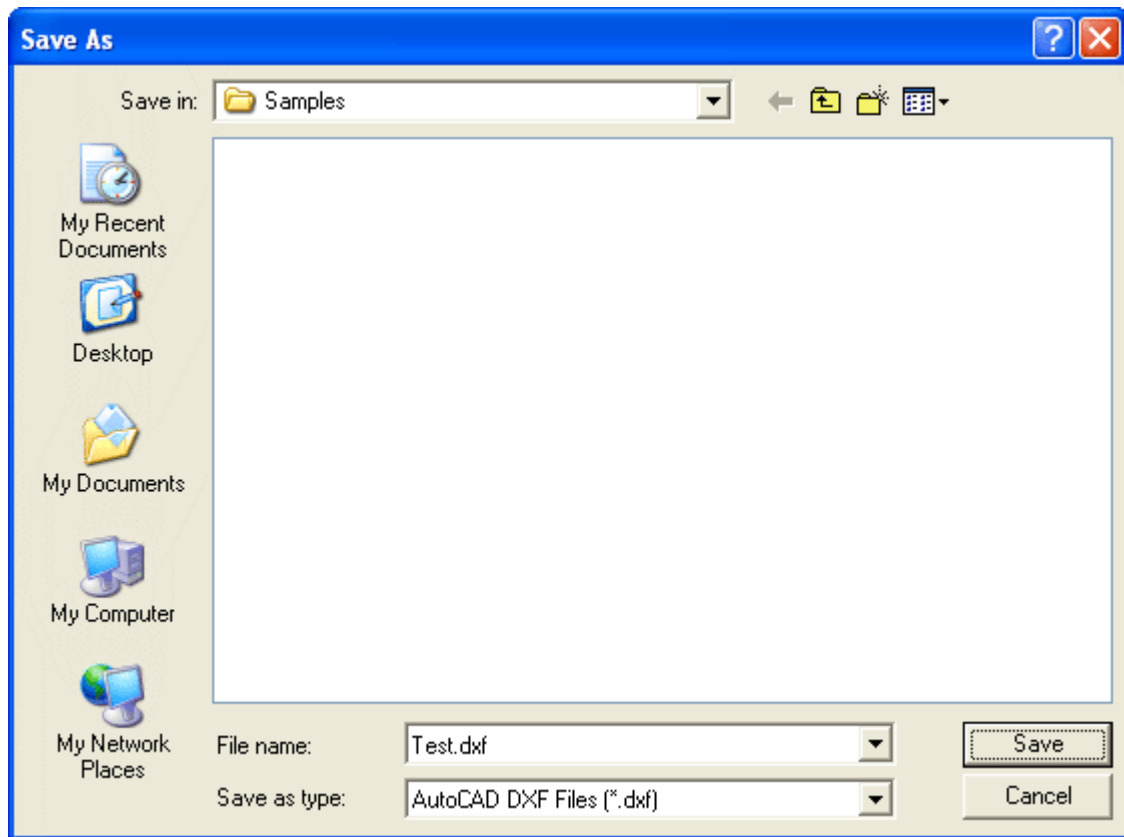 Save As
Save in:
Samples
My Recent
Documents
Desktop
My Documents
My Computer
My Network
Places
File name:
Test.dxf
Save
Save as type:
AutoCAD DXF Files (*.dxf)
Cancel